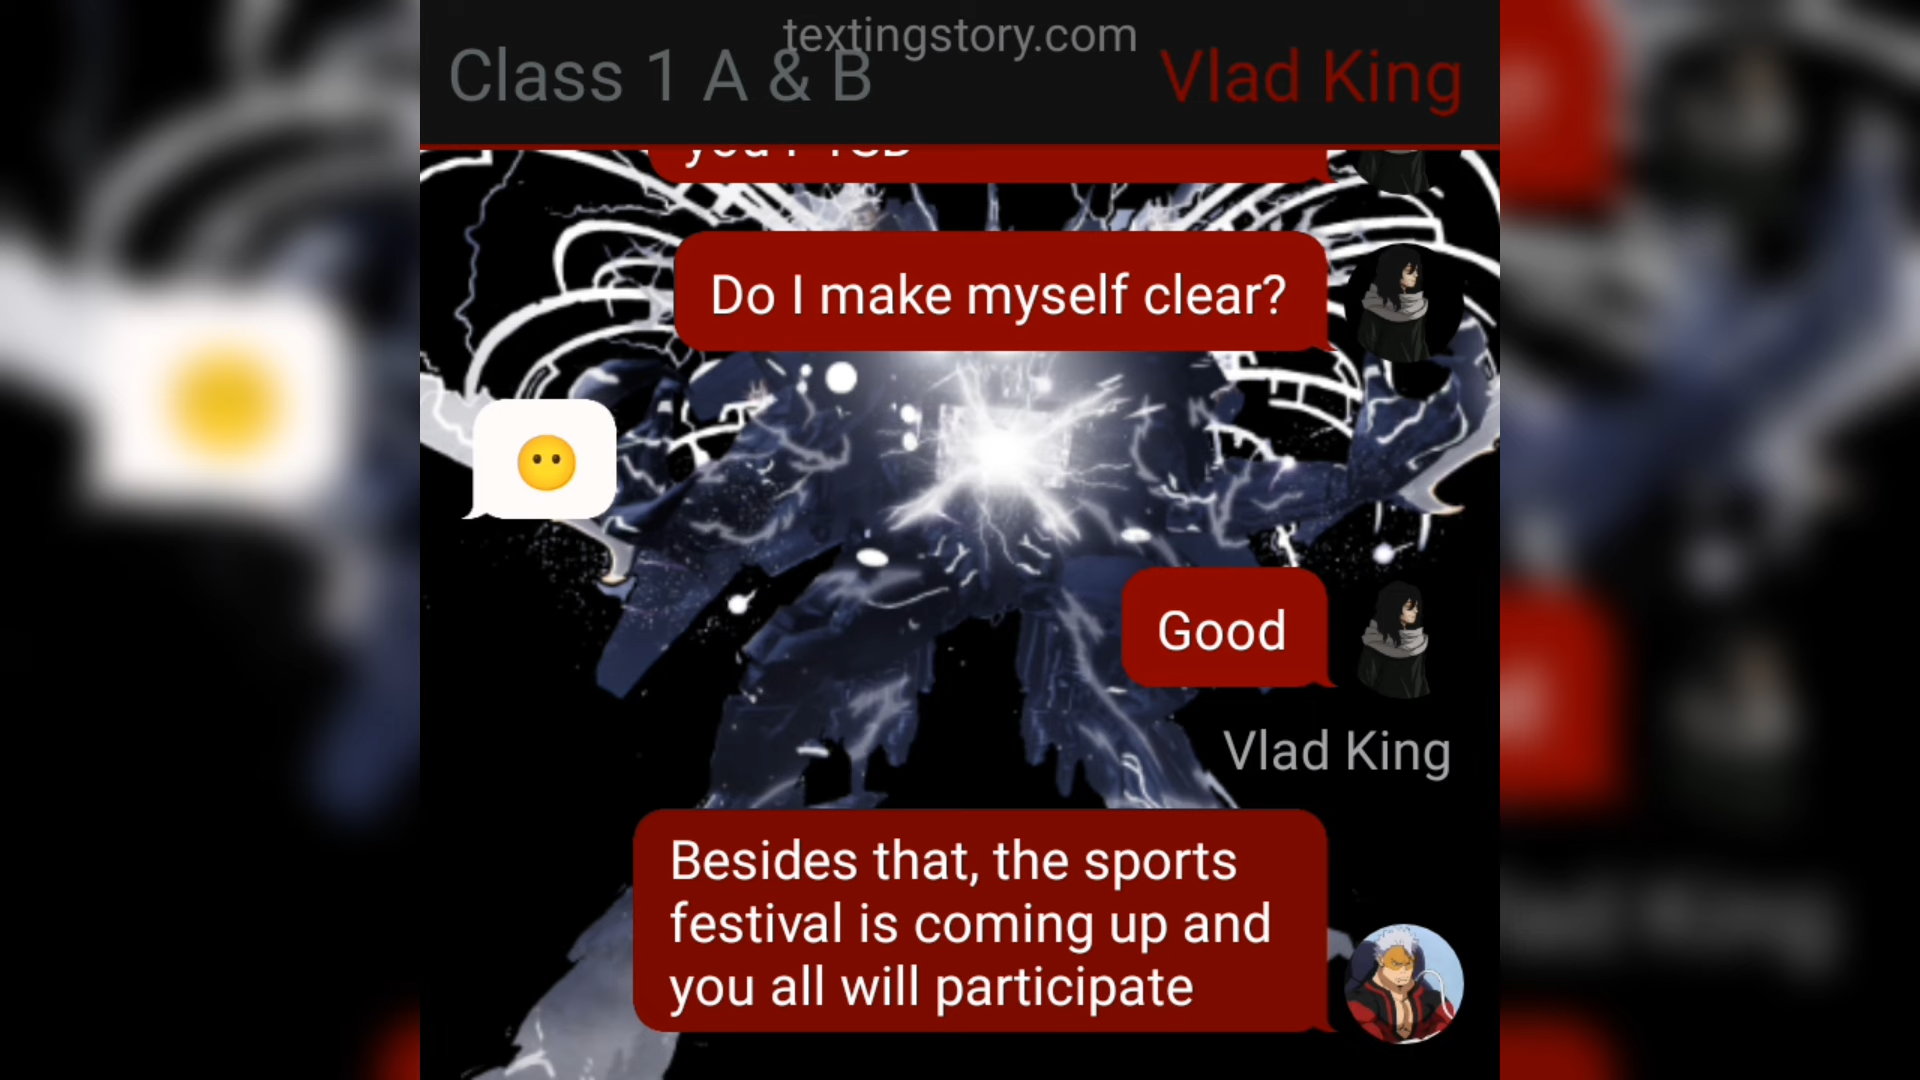 textingstory.com
Class 1 A & B
Vlad King
Do I make myself clear?
Good
Vlad King
Besides that, the sports
festival is coming up and
you all will participate